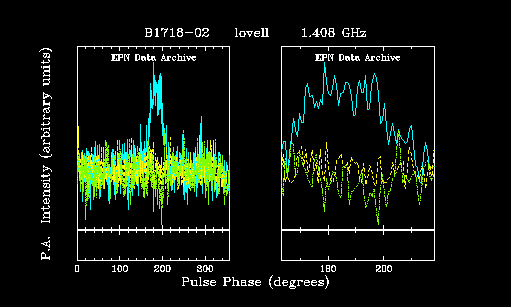 B1718-02 lovell 1.408 GHz
EPN Data Archive
EPN Data Archive
P.A. Intensity (arbitrary units)
0 100 200 300
180 200
Pulse Phase (degrees)